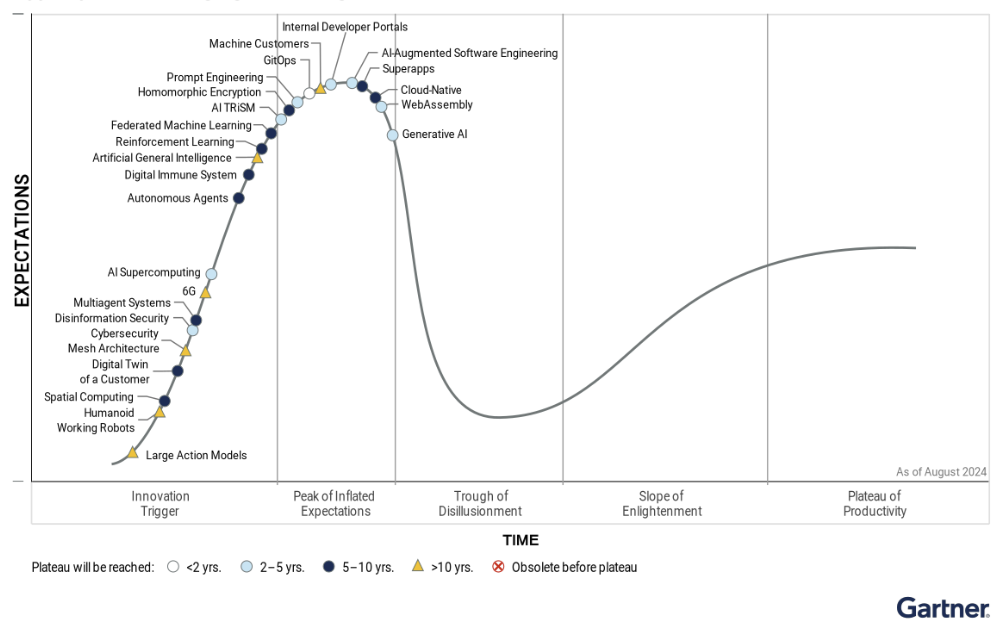 Internal Developer Portals
Machine Customers
GitOps
AI-Augmented Software Engineering
Superapps
Prompt Engineering
Homomorphic Encryption
Cloud-Native
AI TRiSM
WebAssembly
Federated Machine Learning
Generative AI
Reinforcement Learning
Artificial General Intelligence
Digital Immune System
Autonomous Agents
AI Supercomputing
6G
Multiagent Systems
Disinformation Security
Cybersecurity
Mesh Architecture
Digital Twin
of a Customer
Spatial Computing
Humanoid
Working Robots
Large Action Models
EXPECTATIONS
As of August 2024
Innovation
Trigger
Peak of Inflated
Expectations
Trough of
Disillusionment
Slope of
Enlightenment
Plateau of
Productivity
TIME
Plateau will be reached: <2 yrs. 2–5 yrs. 5–10 yrs. >10 yrs. Obsolete before plateau
Gartner